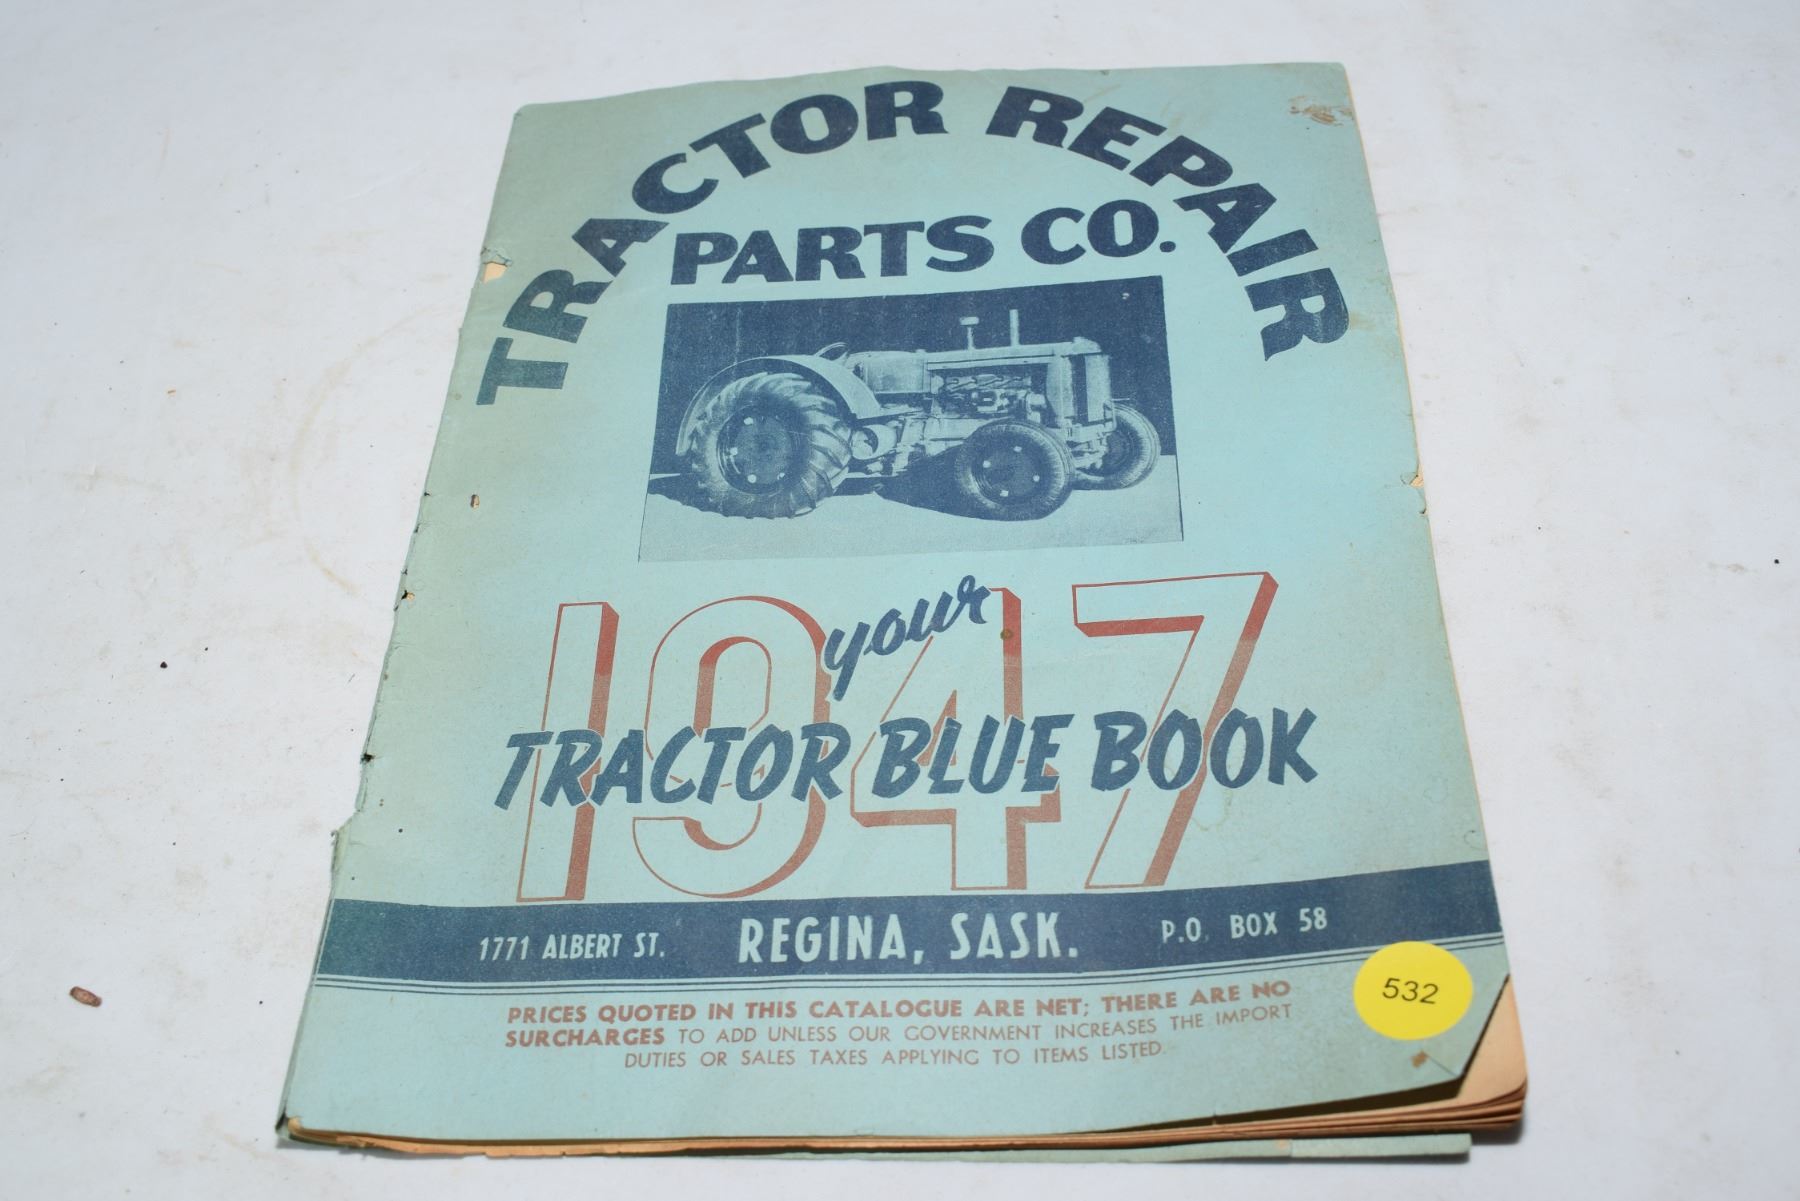 TRACTOR REPAIR
PARTS CO.
your
1947
TRACTOR BLUE BOOK
1771 ALBERT ST. REGINA, SASK. P.O. BOX 58
532
PRICES QUOTED IN THIS CATALOGUE ARE NET; THERE ARE NO
SURCHARGES TO ADD UNLESS OUR GOVERNMENT INCREASES THE IMPORT
DUTIES OR SALES TAXES APPLYING TO ITEMS LISTED.